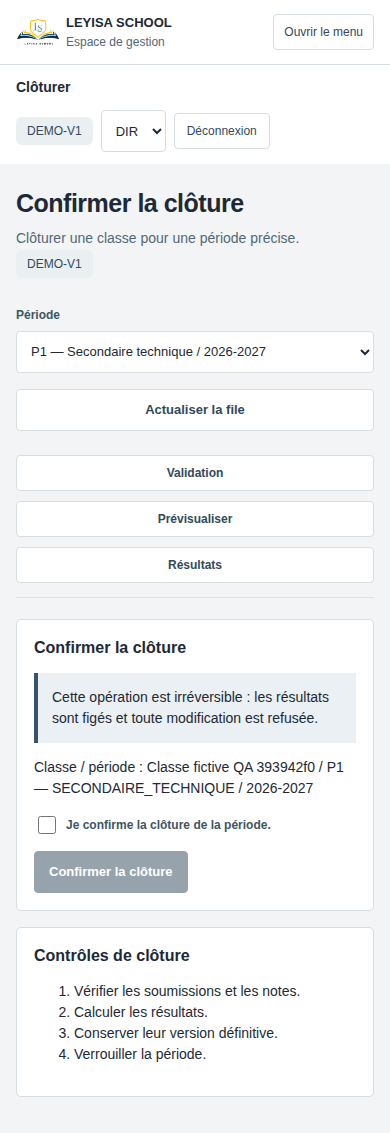 LEYISA SCHOOL
Espace de gestion
Ouvrir le menu
Clôturer
DEMO-V1
DIR
Déconnexion
Confirmer la clôture
Clôturer une classe pour une période précise.
DEMO-V1
Période
P1 — Secondaire technique / 2026-2027
Actualiser la file
Validation
Prévisualiser
Résultats
Confirmer la clôture
Cette opération est irréversible : les résultats
sont figés et toute modification est refusée.
Classe / période : Classe fictive QA 393942f0 / P1
— SECONDAIRE_TECHNIQUE / 2026-2027
Je confirme la clôture de la période.
Confirmer la clôture
Contrôles de clôture
1. Vérifier les soumissions et les notes.
2. Calculer les résultats.
3. Conserver leur version définitive.
4. Verrouiller la période.